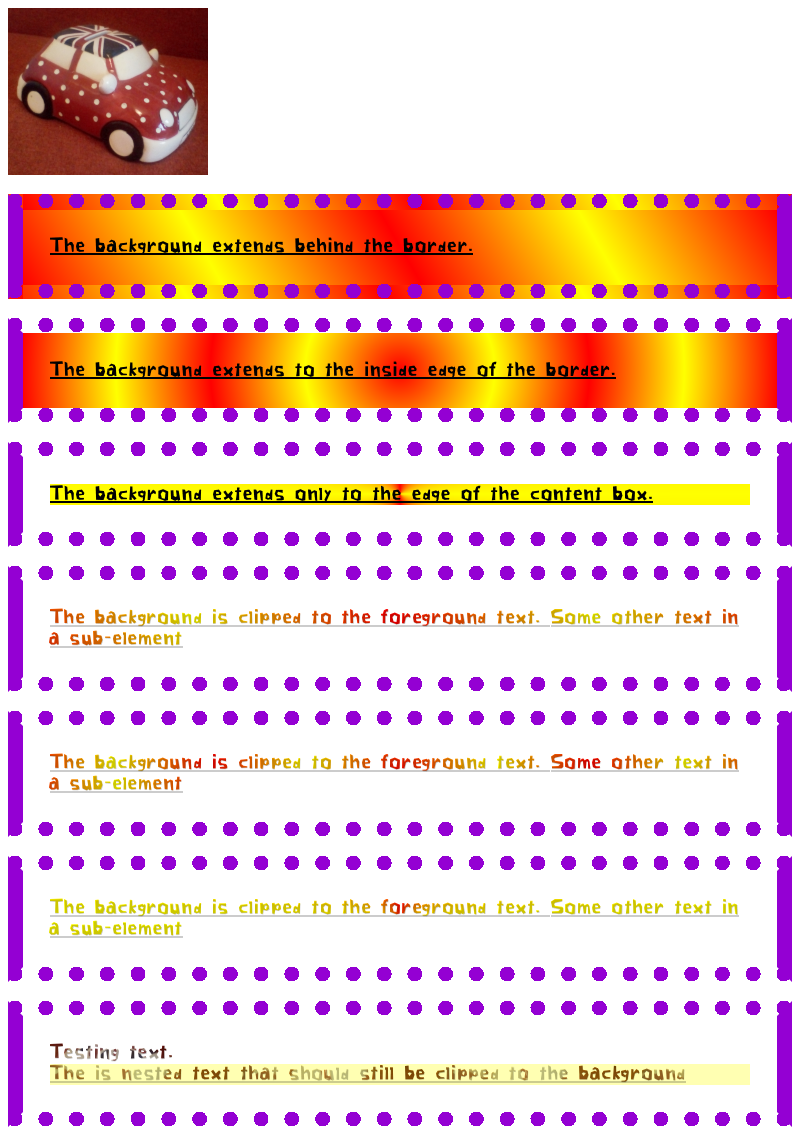 The background extends behind the border.
The background extends to the inside edge of the border.
The background extends only to the edge of the content box.
The background is clipped to the foreground text. Some other text in
a sub-element
The background is clipped to the foreground text. Some other text in
a sub-element
The background is clipped to the foreground text. Some other text in
a sub-element
Testing text.
The is nested text that should still be clipped to the background